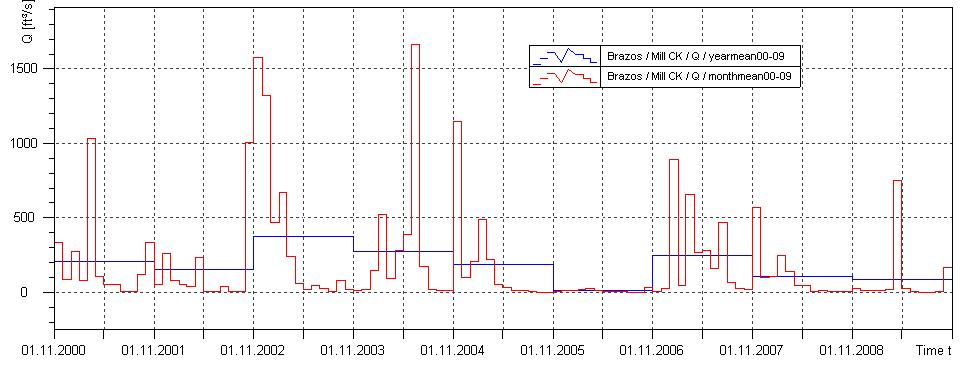 Q [ft³/s]
1500
1000
500
0
Brazos / Mill CK / Q / yearmean00-09
Brazos / Mill CK / Q / monthmean00-09
01.11.2000 01.11.2001 01.11.2002 01.11.2003 01.11.2004 01.11.2005 01.11.2006 01.11.2007 01.11.2008 Time t